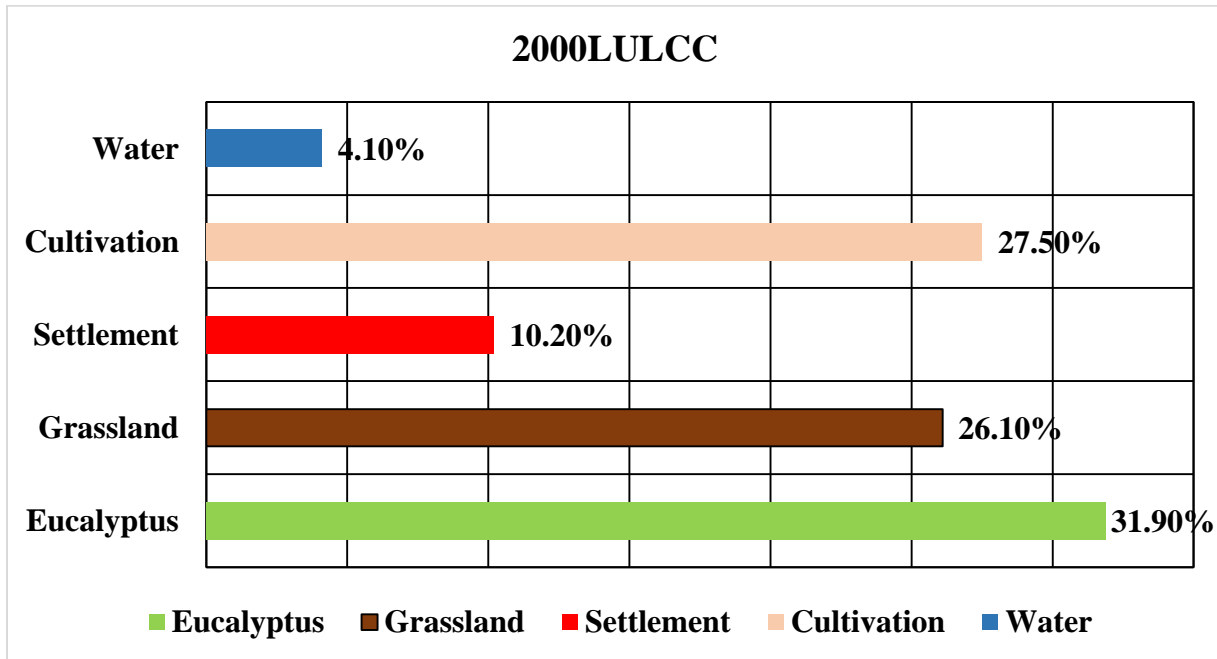 2000LULCC
Water
4.10%
Cultivation
27.50%
Settlement
10.20%
Grassland
26.10%
Eucalyptus
31.90%
Eucalyptus Grassland Settlement Cultivation Water